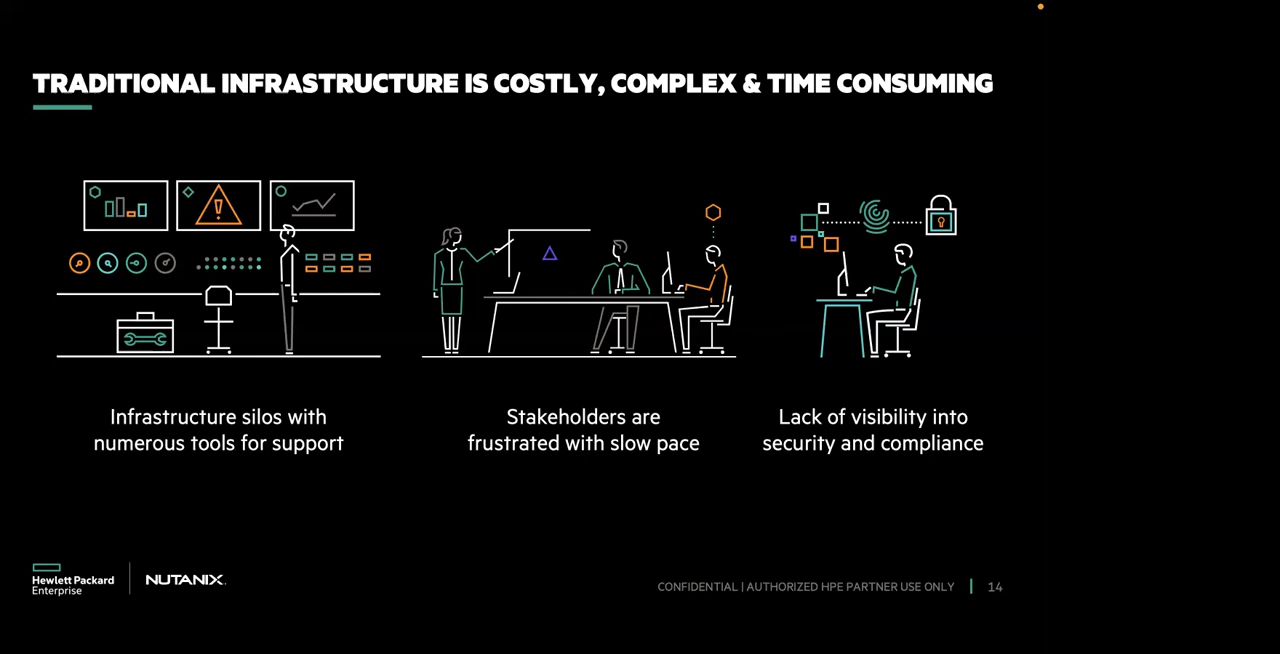 TRADITIONAL INFRASTRUCTURE IS COSTLY, COMPLEX & TIME CONSUMING
Infrastructure silos with
numerous tools for support
Stakeholders are
frustrated with slow pace
Lack of visibility into
security and compliance
Hewlett Packard
Enterprise
NUTANIX
CONFIDENTIAL | AUTHORIZED HPE PARTNER USE ONLY
14